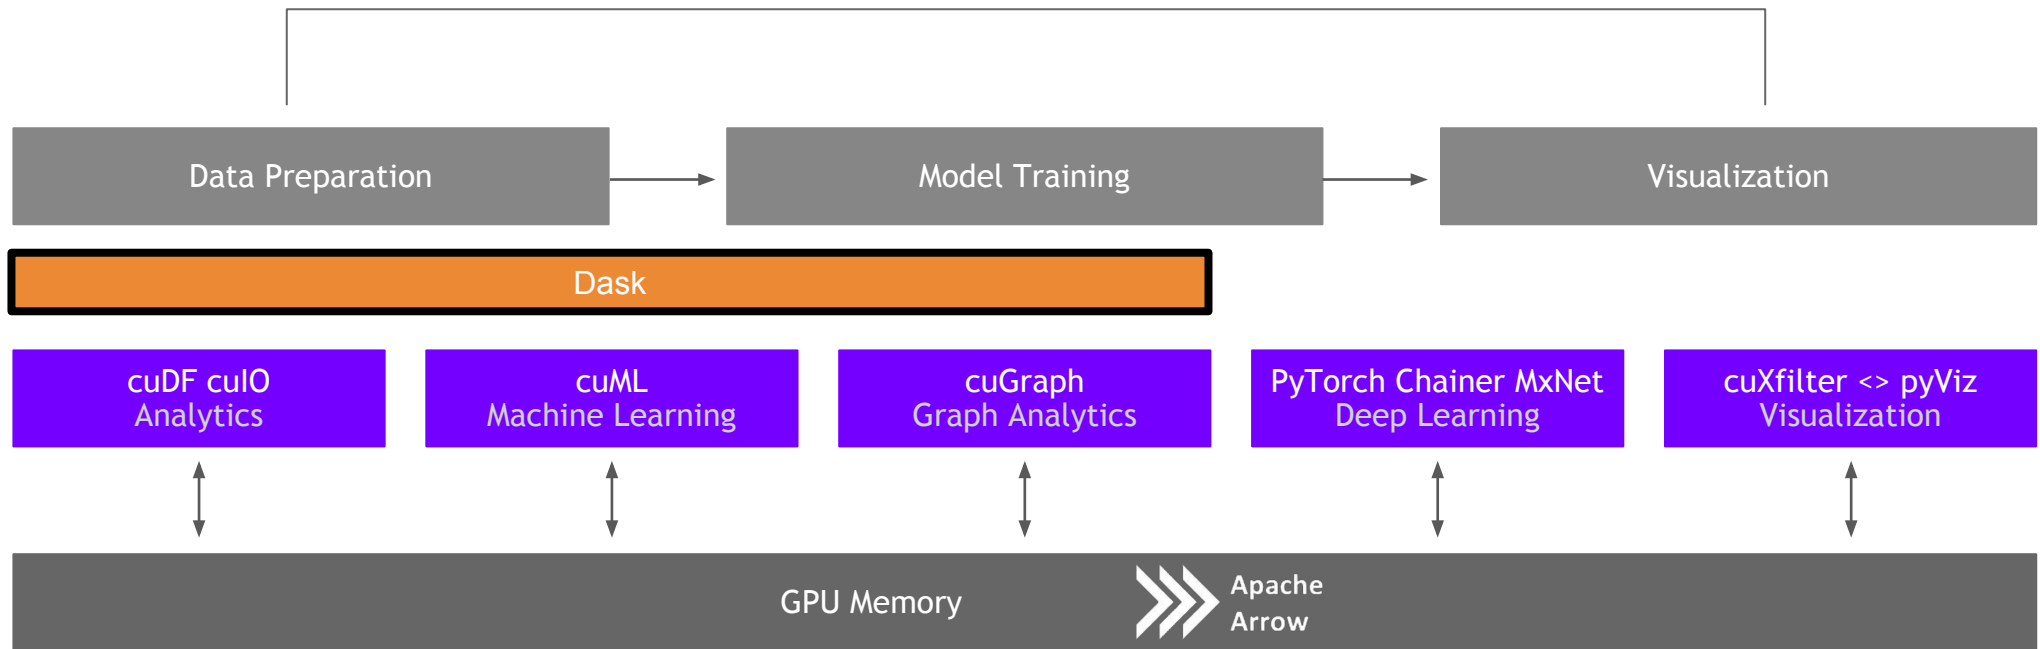 Data Preparation
Model Training
Visualization
Dask
cuDF cuIO
Analytics
cuML
Machine Learning
cuGraph
Graph Analytics
PyTorch Chainer MxNet
Deep Learning
cuXfilter <> pyViz
Visualization
GPU Memory
Apache
Arrow